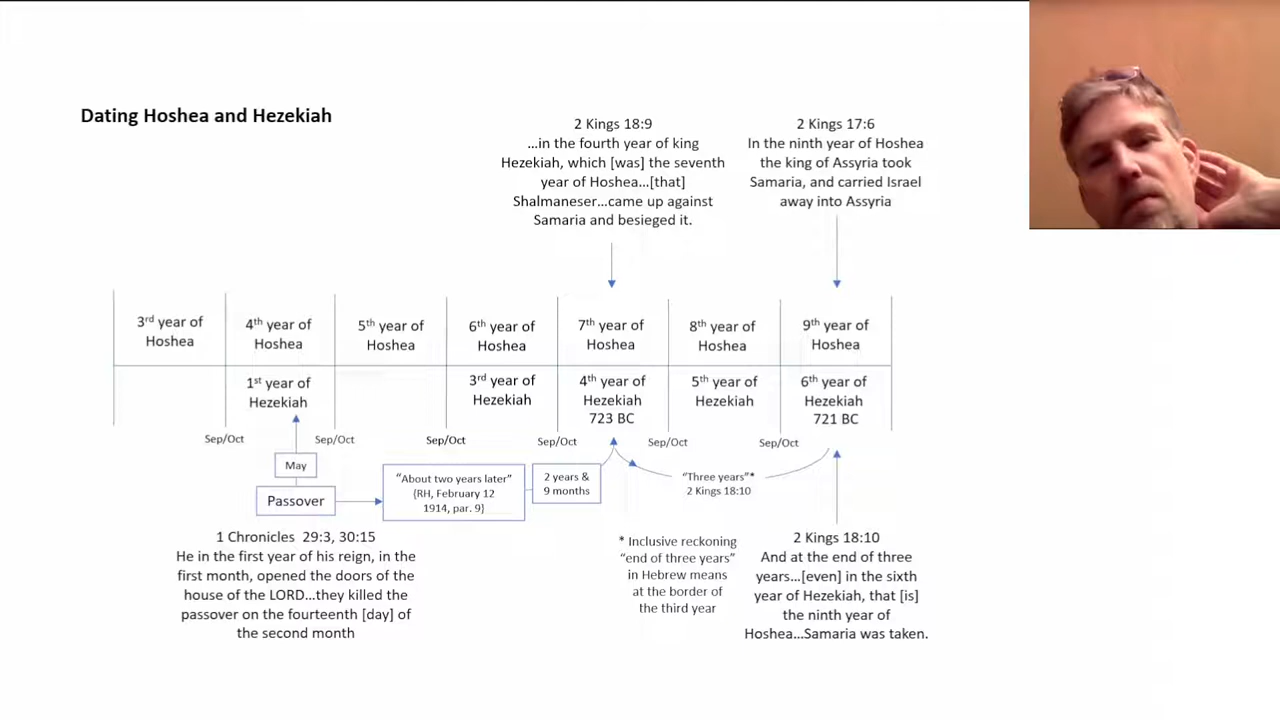 Dating Hoshea and Hezekiah
2 Kings 18:9
…in the fourth year of king
Hezekiah, which [was] the seventh
year of Hoshea…[that]
Shalmaneser…came up against
Samaria and besieged it.
2 Kings 17:6
In the ninth year of Hoshea
the king of Assyria took
Samaria, and carried Israel
away into Assyria
3rd year of
Hoshea
4th year of
Hoshea
5th year of
Hoshea
6th year of
Hoshea
7th year of
Hoshea
8th year of
Hoshea
9th year of
Hoshea
1st year of
Hezekiah
3rd year of
Hezekiah
4th year of
Hezekiah
723 BC
5th year of
Hezekiah
6th year of
Hezekiah
721 BC
Sep/Oct
Sep/Oct
Sep/Oct
Sep/Oct
Sep/Oct
Sep/Oct
May
Passover
“About two years later”
{RH, February 12
1914, par. 9}
2 years &
9 months
“Three years”*
2 Kings 18:10
1 Chronicles 29:3, 30:15
He in the first year of his reign, in the
first month, opened the doors of the
house of the LORD…they killed the
passover on the fourteenth [day] of
the second month
* Inclusive reckoning
“end of three years”
in Hebrew means
at the border of
the third year
2 Kings 18:10
And at the end of three
years…[even] in the sixth
year of Hezekiah, that [is]
the ninth year of
Hoshea…Samaria was taken.